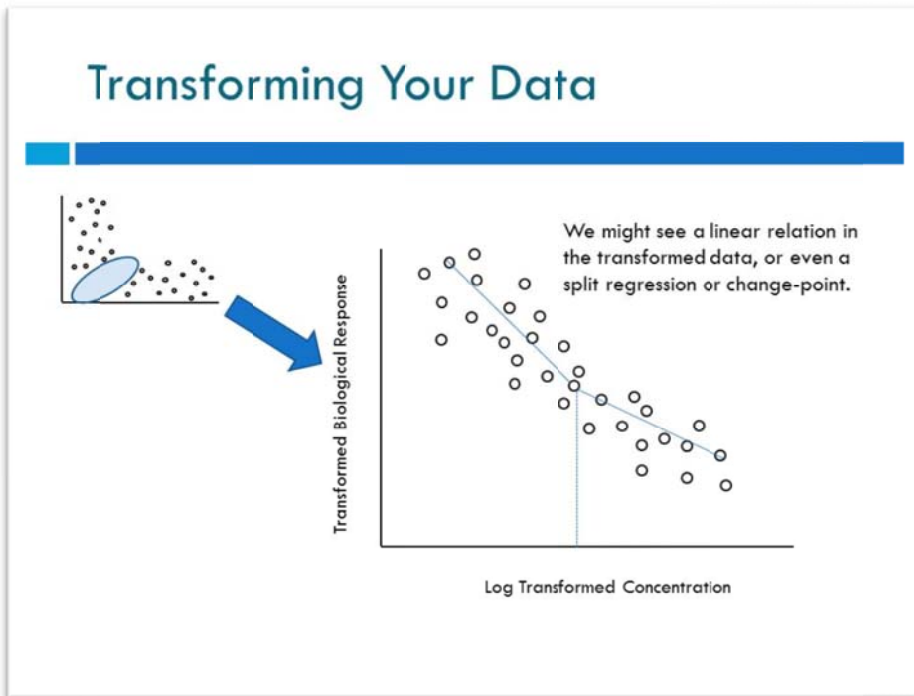 Transforming Your Data
We might see a linear relation in
the transformed data, or even a
split regression or change-point.
Transformed Biological Response
Log Transformed Concentration